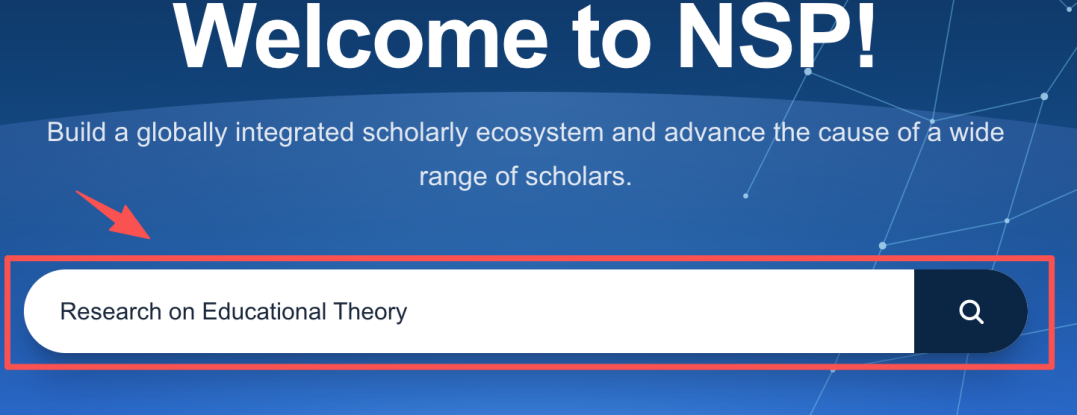 Welcome to NSP!
Build a globally integrated scholarly ecosystem and advance the cause of a wide
range of scholars.
Research on Educational Theory